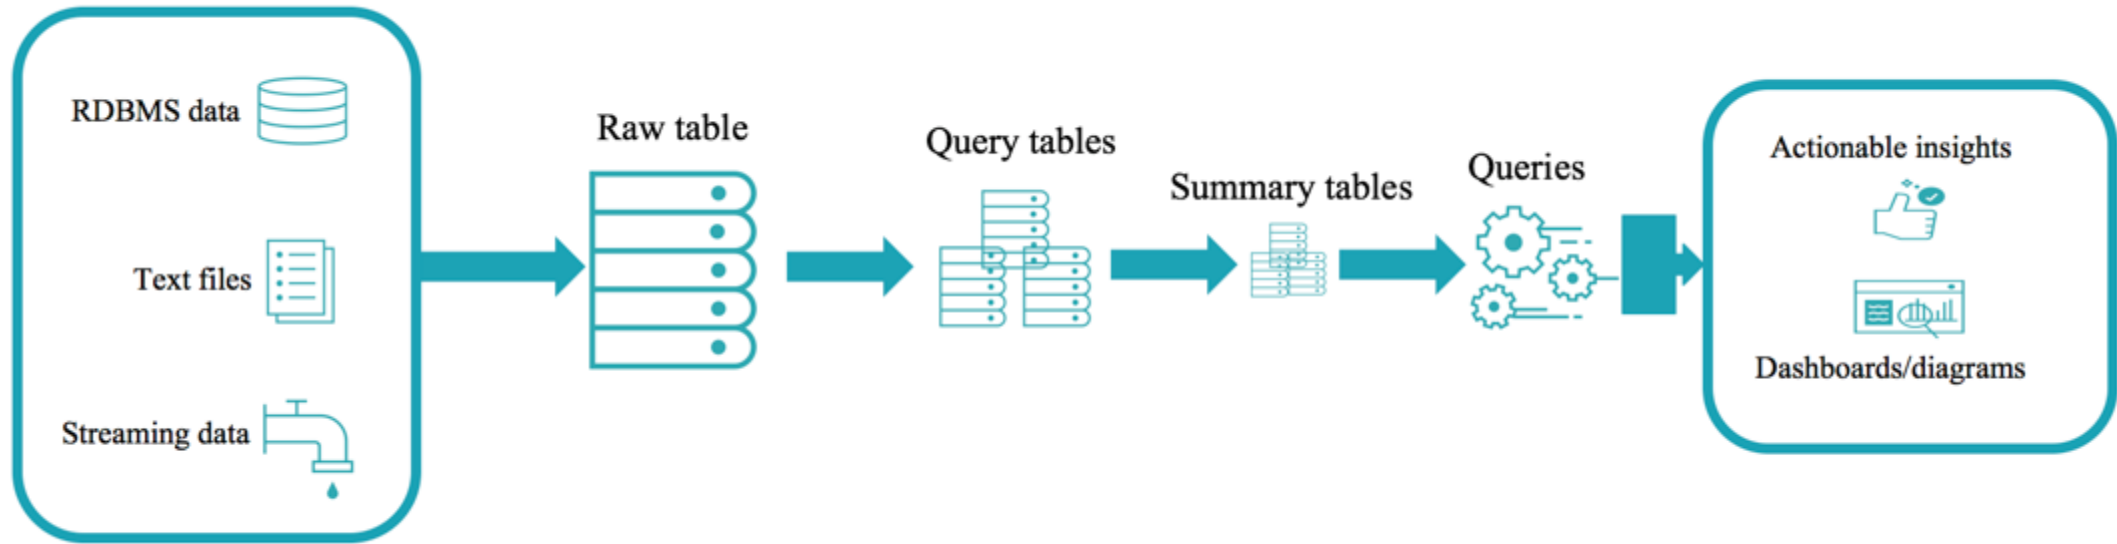 RDBMS data
Text files
Streaming data
Raw table
Query tables
Summary tables
Queries
Actionable insights
Dashboards/diagrams